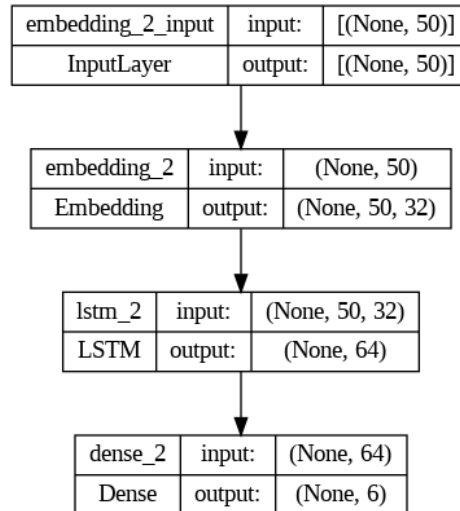 embedding_2_input input: [(None, 50)]
InputLayer output: [(None, 50)]
embedding_2 input: (None, 50)
Embedding output: (None, 50, 32)
lstm_2 input: (None, 50, 32)
LSTM output: (None, 64)
dense_2 input: (None, 64)
Dense output: (None, 6)